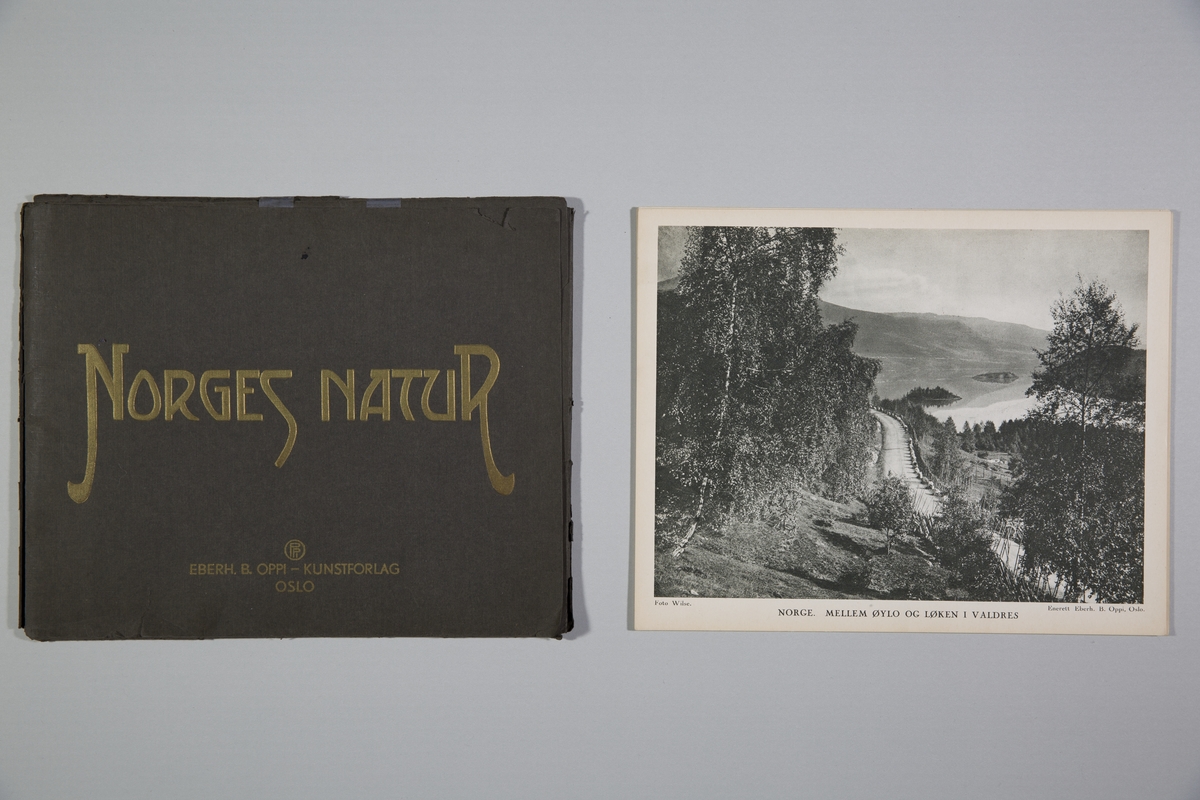 NORGES NATUR
EBERH. B. OPPI – KUNSTFORLAG
OSLO
Foto Wilse.
Enerett Eberh. B. Oppi, Oslo.
NORGE. MELLEM ØYLO OG LØKEN I VALDRES